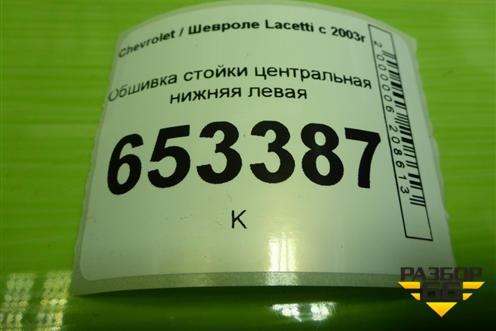 Chevrolet / Шевроле Lacetti с 2003г
Обшивка стойки центральная
нижняя левая
653387
К
2000006208613
РАЗБОР
66